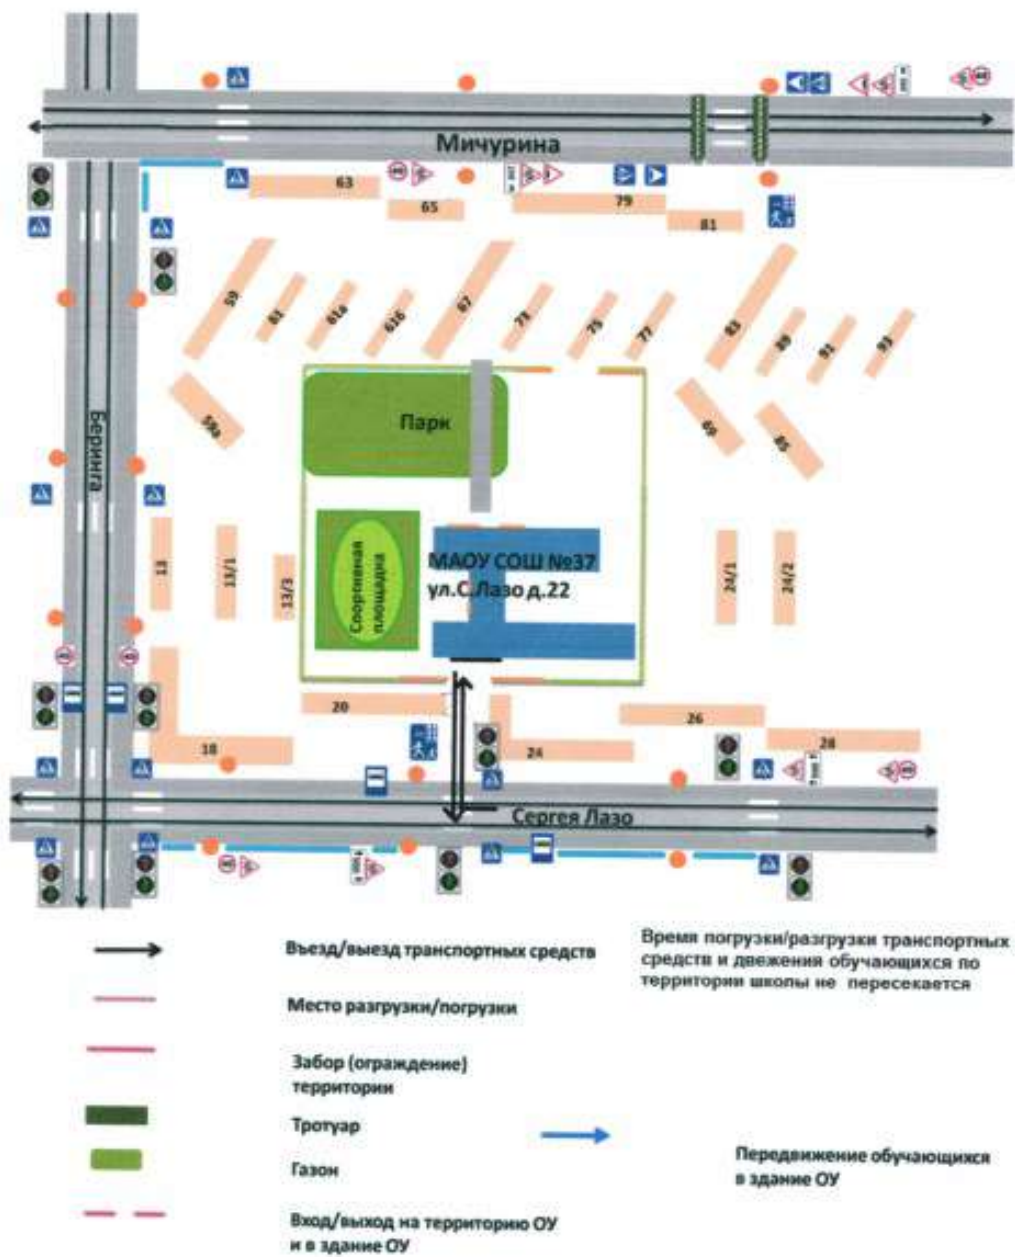 Мичурина
63
65
79
81
59
61
61а
61б
67
73
75
77
83
89
91
93
59а
69
85
Парк
Беринга
13
13/1
13/3
Спортивная
площадка
МАОУ СОШ №37
ул.С.Лазо д.22
24/1
24/2
20
18
24
26
28
Сергея Лазо
Въезд/выезд транспортных средств
Время погрузки/разгрузки транспортных
средств и движения обучающихся по
территории школы не пересекается
Место разгрузки/погрузки
Забор (ограждение)
территории
Тротуар
Газон
Передвижение обучающихся
в здание ОУ
Вход/выход на территорию ОУ
и в здание ОУ